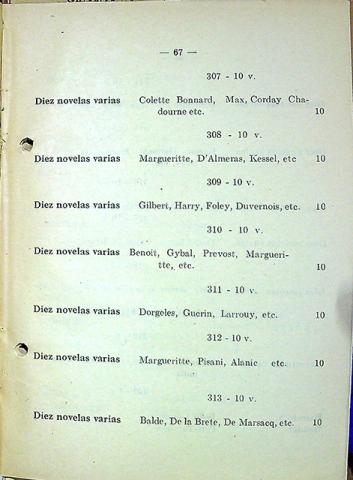 — 67 —
307 - 10 v.
Diez novelas varias Colette Bonnard, Max, Corday Cha-
dourne etc. 10
308 - 10 v.
Diez novelas varias Margueritte, D'Almeras, Kessel, etc 10
309 - 10 v.
Diez novelas varias Gilbert, Harry, Foley, Duvernois, etc. 10
310 - 10 v.
Diez novelas varias Benoit, Gybal, Prevost, Margueri-
tte, etc. 10
311 - 10 v.
Diez novelas varias Dorgeles, Guerin, Larrouy, etc. 10
312 - 10 v.
Diez novelas varias Margueritte, Pisani, Alanic etc. 10
313 - 10 v.
Diez novelas varias Balde, De la Brete, De Marsacq, etc. 10